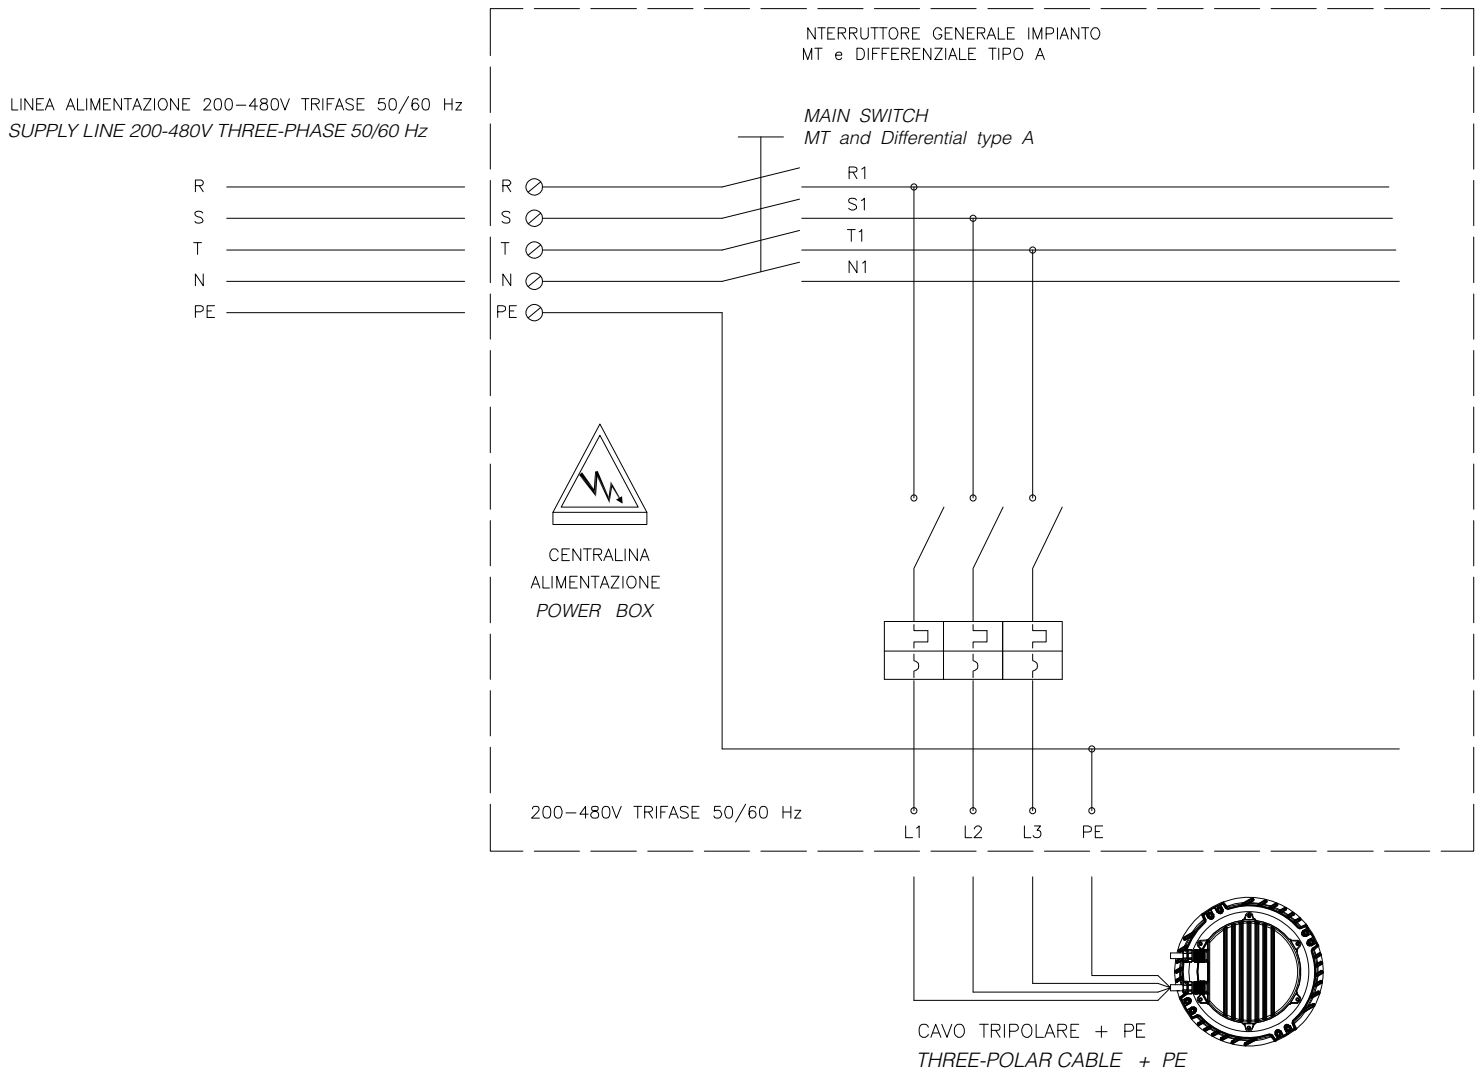 NTERRUTTORE GENERALE IMPIANTO
MT e DIFFERENZIALE TIPO A
LINEA ALIMENTAZIONE 200-480V TRIFASE 50/60 Hz
SUPPLY LINE 200-480V THREE-PHASE 50/60 Hz
MAIN SWITCH
MT and Differential type A
R R R1
S S S1
T T T1
N N N1
PE PE
CENTRALINA
ALIMENTAZIONE
POWER BOX
200-480V TRIFASE 50/60 Hz
L1 L2 L3 PE
CAVO TRIPOLARE + PE
THREE-POLAR CABLE + PE